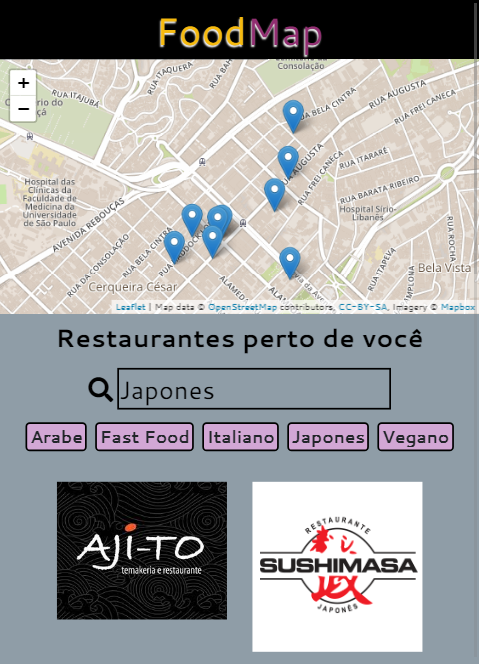 FoodMap
Consolação
RUA ITAQUERA
RUA ITAJUBÁ
+
−
RUA BELA CINTRA
RUA AUGUSTA
RUA FREI CANECA
RUA AUGUSTA
RUA ITARARÉ
RUA FREI CANECA
RUA BARATA RIBEIRO
Hospital das
Clínicas da
Faculdade de
Medicina da
Universidade
de São Paulo
Hospital Sírio-
Libanês
AVENIDA REBOUÇAS
RUA DA CONSOLAÇÃO
RUA BELA CINTRA
RUA ROCHA
RUA TAPEVA
Bela Vista
Cerqueira César
Leaflet | Map data © OpenStreetMap contributors, CC-BY-SA, Imagery © Mapbox
Restaurantes perto de você
Japones
Arabe Fast Food Italiano Japones Vegano
AJI-TO
temakeria e restaurante
RESTAURANTE
SUSHIMASA
JAPONÊS